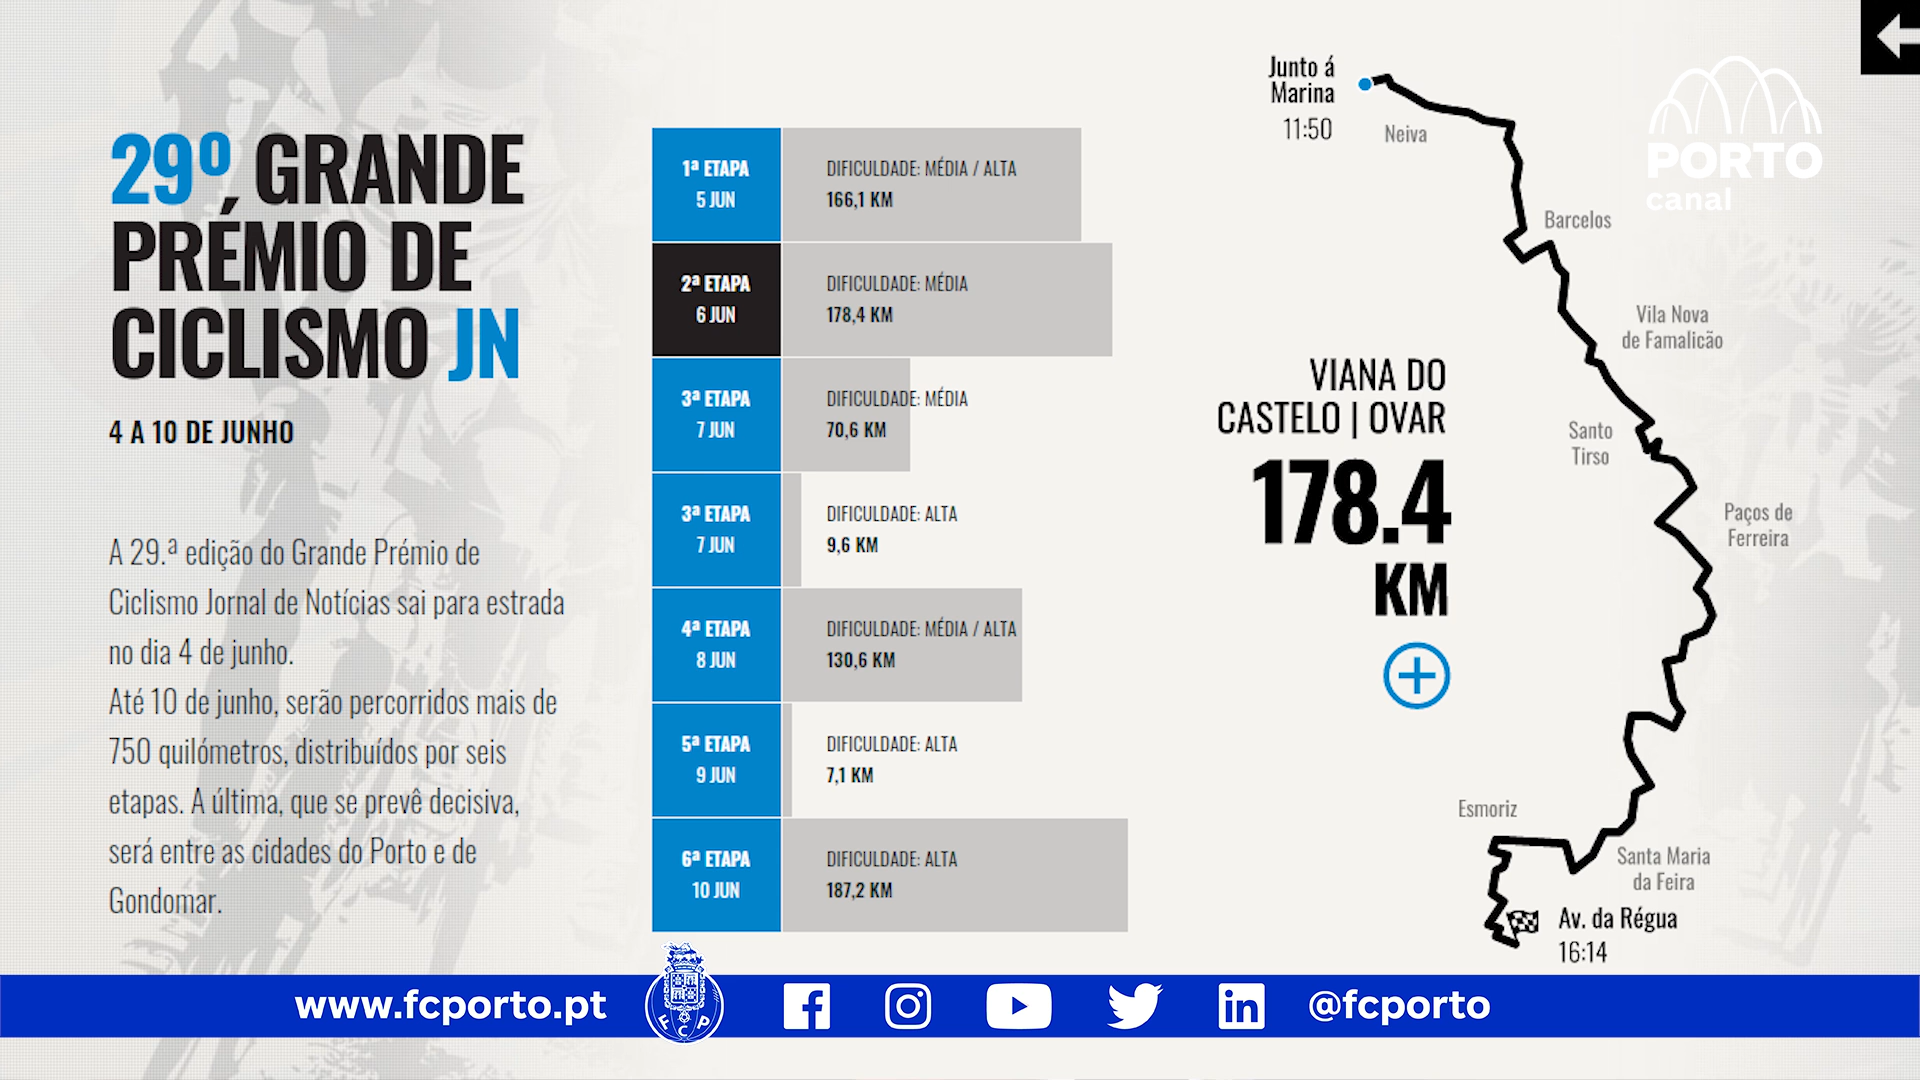 29º GRANDE
PRÉMIO DE
CICLISMO JN
4 A 10 DE JUNHO
A 29.ª edição do Grande Prémio de
Ciclismo Jornal de Notícias sai para estrada
no dia 4 de junho.
Até 10 de junho, serão percorridos mais de
750 quilómetros, distribuídos por seis
etapas. A última, que se prevê decisiva,
será entre as cidades do Porto e de
Gondomar.
1ª ETAPA
5 JUN
DIFICULDADE: MÉDIA / ALTA
166,1 KM
2ª ETAPA
6 JUN
DIFICULDADE: MÉDIA
178,4 KM
3ª ETAPA
7 JUN
DIFICULDADE: MÉDIA
70,6 KM
3ª ETAPA
7 JUN
DIFICULDADE: ALTA
9,6 KM
4ª ETAPA
8 JUN
DIFICULDADE: MÉDIA / ALTA
130,6 KM
5ª ETAPA
9 JUN
DIFICULDADE: ALTA
7,1 KM
6ª ETAPA
10 JUN
DIFICULDADE: ALTA
187,2 KM
VIANA DO
CASTELO | OVAR
178.4
KM
Junto á
Marina
11:50
Neiva
Barcelos
Vila Nova
de Famalicão
Santo
Tirso
Paços de
Ferreira
Esmoriz
Santa Maria
da Feira
Av. da Régua
16:14
PORTO
canal
www.fcporto.pt
FCP
@fcporto